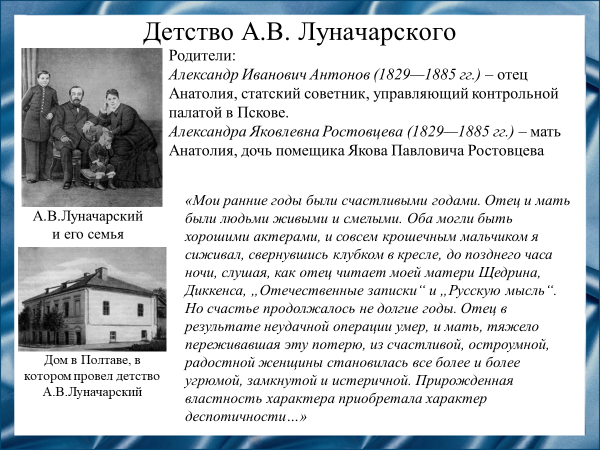 Детство А.В. Луначарского
Родители:
Александр Иванович Антонов (1829—1885 гг.) – отец
Анатолия, статский советник, управляющий контрольной
палатой в Пскове.
Александра Яковлевна Ростовцева (1829—1885 гг.) – мать
Анатолия, дочь помещика Якова Павловича Ростовцева
А.В.Луначарский
и его семья
«Мои ранние годы были счастливыми годами. Отец и мать
были людьми живыми и смелыми. Оба могли быть
хорошими актерами, и совсем крошечным мальчиком я
сиживал, свернувшись клубком в кресле, до позднего часа
ночи, слушая, как отец читает моей матери Щедрина,
Диккенса, „Отечественные записки“ и „Русскую мысль“.
Но счастье продолжалось не долгие годы. Отец в
результате неудачной операции умер, и мать, тяжело
переживавшая эту потерю, из счастливой, остроумной,
радостной женщины становилась все более и более
угрюмой, замкнутой и истеричной. Прирожденная
властность характера приобретала характер
деспотичности…»
Дом в Полтаве, в
котором провел детство
А.В.Луначарский